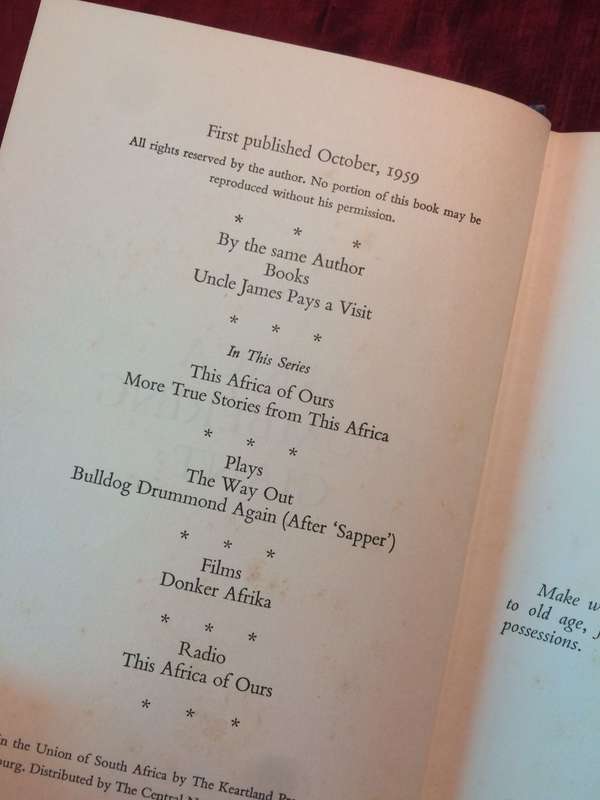 First published October, 1959
All rights reserved by the author. No portion of this book may be
reproduced without his permission.
* * *
By the same Author
Books
Uncle James Pays a Visit
* * *
In This Series
This Africa of Ours
More True Stories from This Africa
* * *
Plays
The Way Out
Bulldog Drummond Again (After ‘Sapper’)
* * *
Films
Donker Afrika
* * *
Radio
This Africa of Ours
* * *
in the Union of South Africa by The Keartland
burg. Distributed by The Central
Make
to old age,
possessions.